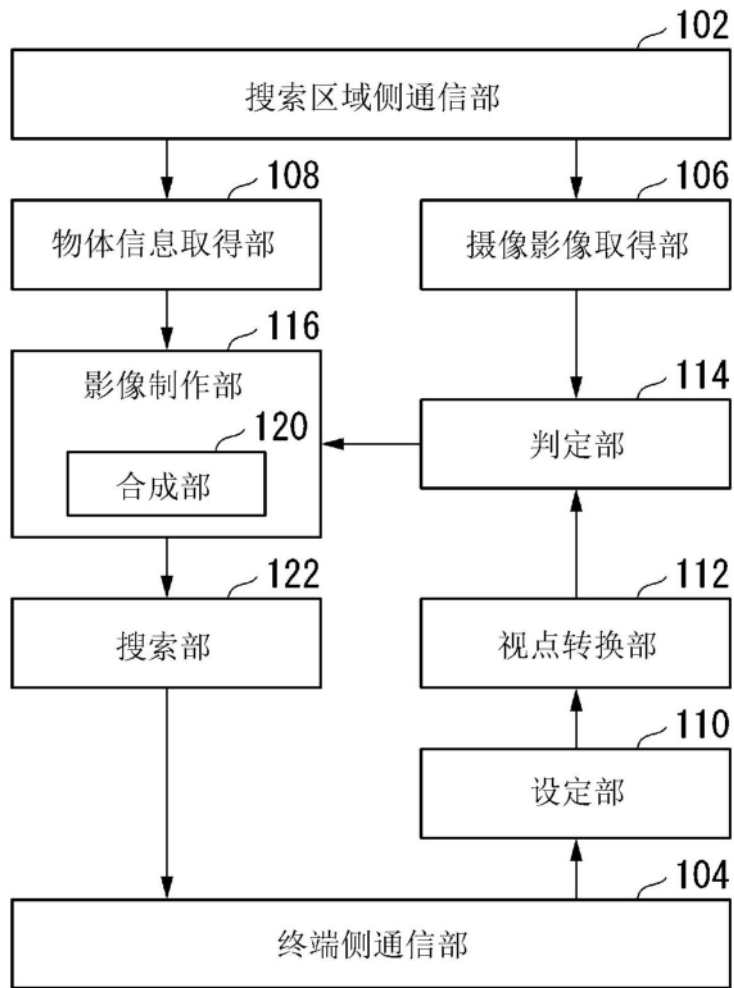 102
搜索区域侧通信部
108
106
物体信息取得部
摄像影像取得部
116
影像制作部
114
120
判定部
合成部
122
112
搜索部
视点转换部
110
设定部
104
终端侧通信部